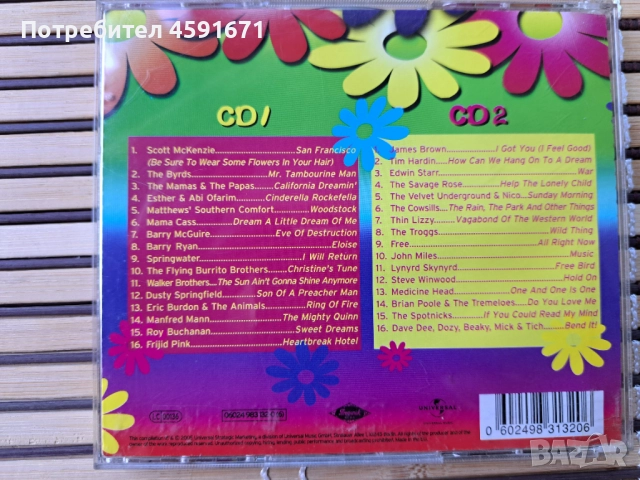 Потребител 4591671
CD 1
1. Scott McKenzie.................San Francisco
(Be Sure To Wear Some Flowers In Your Hair)
2. The Byrds.................Mr. Tambourine Man
3. The Mamas & The Papas.......California Dreamin'
4. Esther & Abi Ofarim.........Cinderella Rockefella
5. Matthews' Southern Comfort.........Woodstock
6. Mama Cass.........Dream A Little Dream Of Me
7. Barry McGuire.................Eve Of Destruction
8. Barry Ryan.................Eloise
9. Springwater.................I Will Return
10. The Flying Burrito Brothers.........Christine's Tune
11. Walker Brothers....The Sun Ain't Gonna Shine Anymore
12. Dusty Springfield.........Son Of A Preacher Man
13. Eric Burdon & The Animals.........Ring Of Fire
14. Manfred Mann.................The Mighty Quinn
15. Roy Buchanan.................Sweet Dreams
16. Frijid Pink.................Heartbreak Hotel
CD 2
James Brown.................I Got You (I Feel Good)
2. Tim Hardin.....How Can We Hang On To A Dream
3. Edwin Starr.................War
4. The Savage Rose.........Help The Lonely Child
5. The Velvet Underground & Nico....Sunday Morning
6. The Cowsills....The Rain, The Park And Other Things
7. Thin Lizzy.......Vagabond Of The Western World
8. The Troggs.................Wild Thing
9. Free.................All Right Now
10. John Miles.................Music
11. Lynyrd Skynyrd.................Free Bird
12. Steve Winwood.................Hold On
13. Medicine Head.........One And One Is One
14. Brian Poole & The Tremeloes.......Do You Love Me
15. The Spotnicks.......If You Could Read My Mind
16. Dave Dee, Dozy, Beaky, Mick & Tich.......Bend It!
UNIVERSAL
0 602498 313206
BAZAR